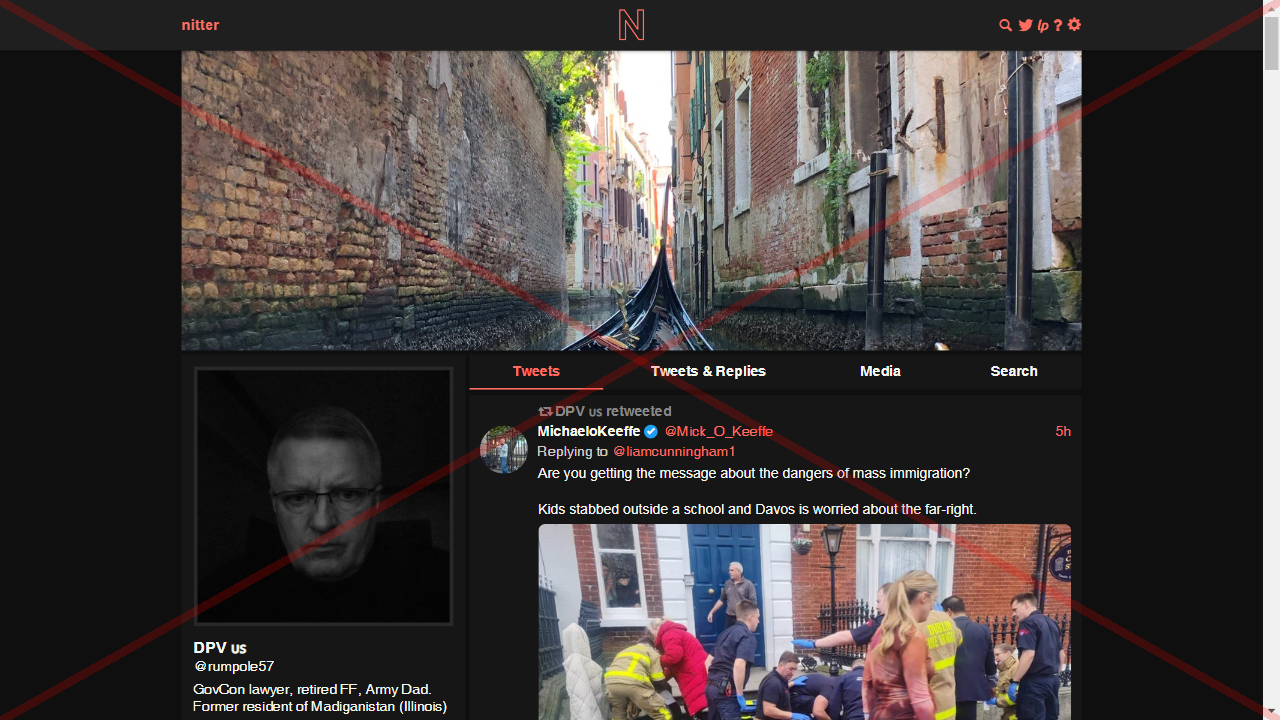 nitter
N
lp ?
Tweets
Tweets & Replies
Media
Search
DPV us retweeted
MichaeloKeeffe @Mick_O_Keeffe 5h
Replying to @liamcunningham1
Are you getting the message about the dangers of mass immigration?
Kids stabbed outside a school and Davos is worried about the far-right.
DPV us
@rumpole57
GovCon lawyer, retired FF, Army Dad.
Former resident of Madiganistan (Illinois)